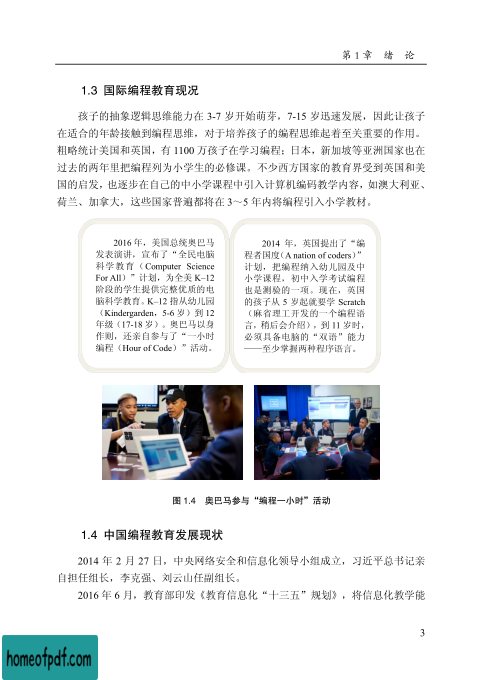 第 1 章 绪 论
1.3 国际编程教育现况
孩子的抽象逻辑思维能力在 3-7 岁开始萌芽，7-15 岁迅速发展，因此让孩子
在适合的年龄接触到编程思维，对于培养孩子的编程思维起着至关重要的作用。
粗略统计美国和英国，有 1100 万孩子在学习编程；日本，新加坡等亚洲国家也在
过去的两年里把编程列为小学生的必修课。不少西方国家的教育界受到英国和美
国的启发，也逐步在自己的中小学课程中引入计算机编码教学内容，如澳大利亚、
荷兰、加拿大，这些国家普遍都将在 3～5 年内将编程引入小学教材。
2016 年，美国总统奥巴马
发表演讲，宣布了“全民电脑
科学教育（Computer Science
For All）”计划，为全美 K–12
阶段的学生提供完整优质的电
脑科学教育。K–12 指从幼儿园
（Kindergarden，5-6 岁）到 12
年级（17-18 岁）。奥巴马以身
作则，还亲自参与了“一小时
编程（Hour of Code）”活动。
2014 年，英国提出了“编
程者国度（A nation of coders）”
计划，把编程纳入幼儿园及中
小学课程，初中入学考试编程
也是测验的一项。现在，英国
的孩子从 5 岁起就要学 Scratch
（麻省理工开发的一个编程语
言，稍后会介绍），到 11 岁时，
必须具备电脑的“双语”能力
——至少掌握两种程序语言。
图 1.4 奥巴马参与“编程一小时”活动
1.4 中国编程教育发展现状
2014 年 2 月 27 日，中央网络安全和信息化领导小组成立，习近平总书记亲
自担任组长，李克强、刘云山任副组长。
2016 年 6 月，教育部印发《教育信息化“十三五”规划》，将信息化教学能
3
homeofpdf.com